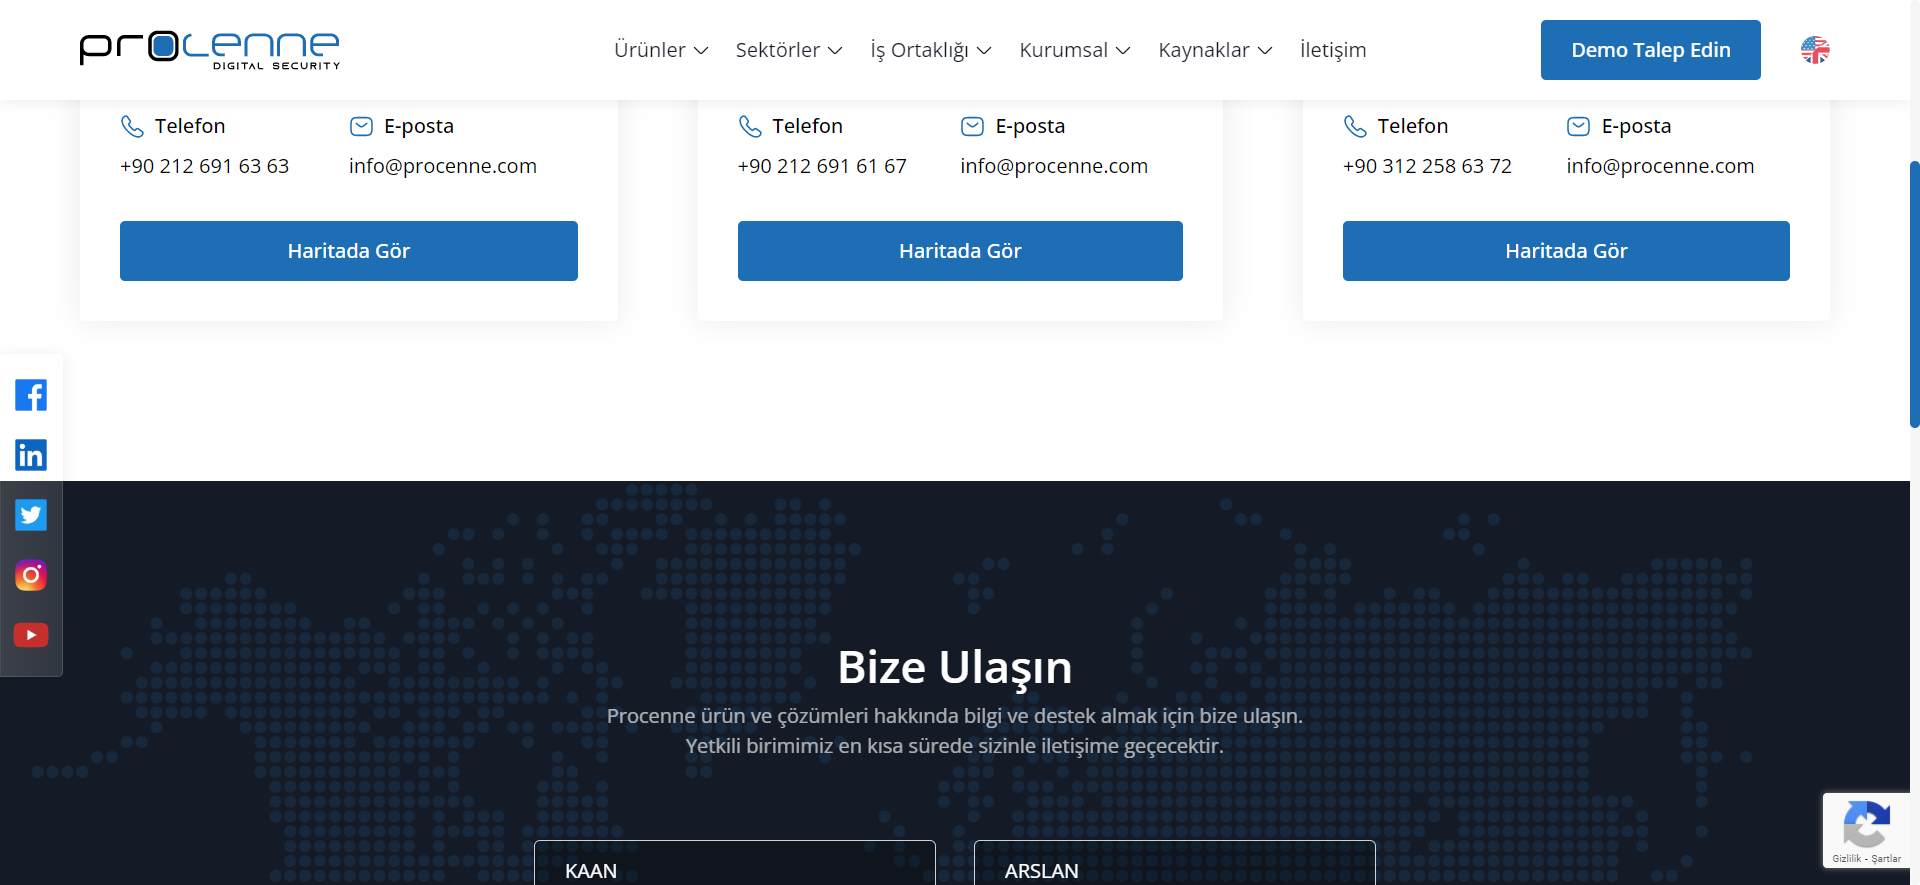 procenne
DIGITAL SECURITY
Ürünler
Sektörler
İş Ortaklığı
Kurumsal
Kaynaklar
İletişim
Demo Talep Edin
Telefon
+90 212 691 63 63
E-posta
info@procenne.com
Haritada Gör
Telefon
+90 212 691 61 67
E-posta
info@procenne.com
Haritada Gör
Telefon
+90 312 258 63 72
E-posta
info@procenne.com
Haritada Gör
Bize Ulaşın
Procenne ürün ve çözümleri hakkında bilgi ve destek almak için bize ulaşın.
Yetkili birimimiz en kısa sürede sizinle iletişime geçecektir.
KAAN
ARSLAN
Gizlilik - Şartlar